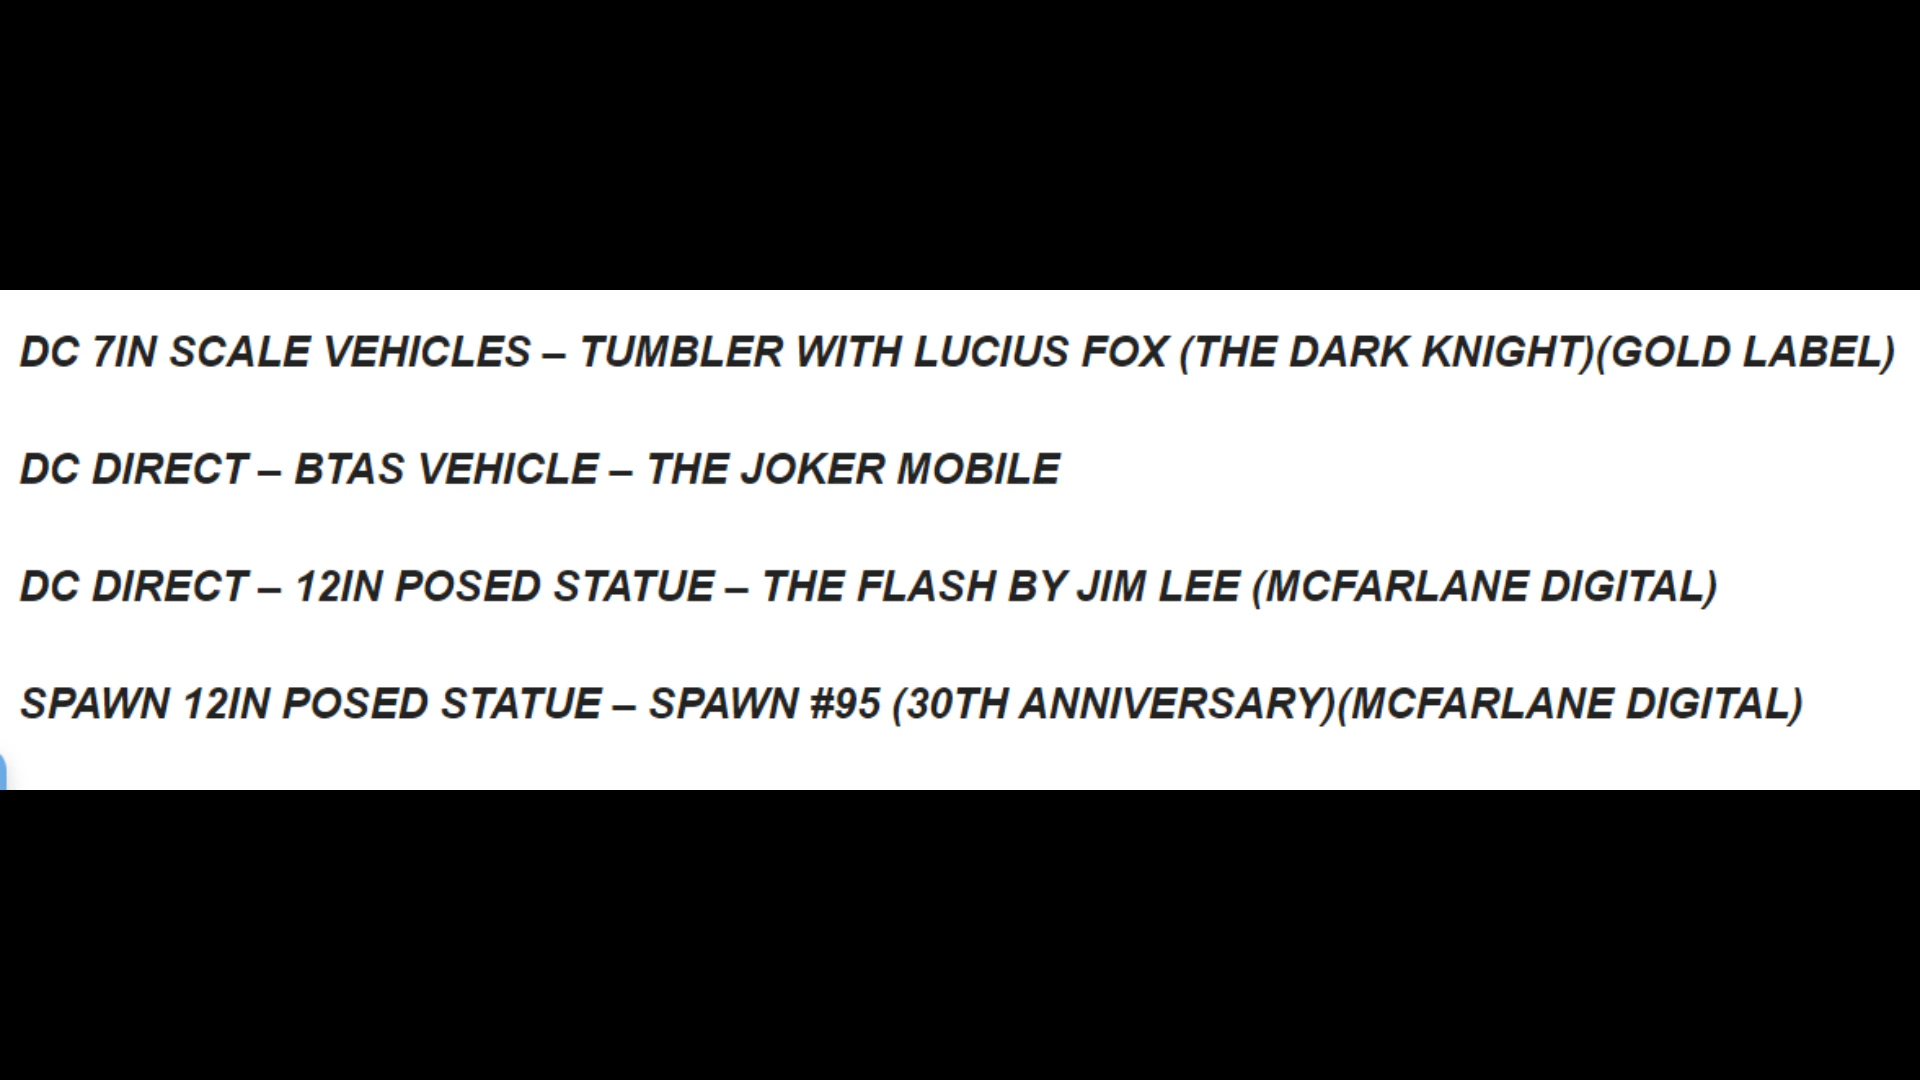 DC 7IN SCALE VEHICLES – TUMBLER WITH LUCIUS FOX (THE DARK KNIGHT)(GOLD LABEL)
DC DIRECT – BTAS VEHICLE – THE JOKER MOBILE
DC DIRECT – 12IN POSED STATUE – THE FLASH BY JIM LEE (MCFARLANE DIGITAL)
SPAWN 12IN POSED STATUE – SPAWN #95 (30TH ANNIVERSARY)(MCFARLANE DIGITAL)